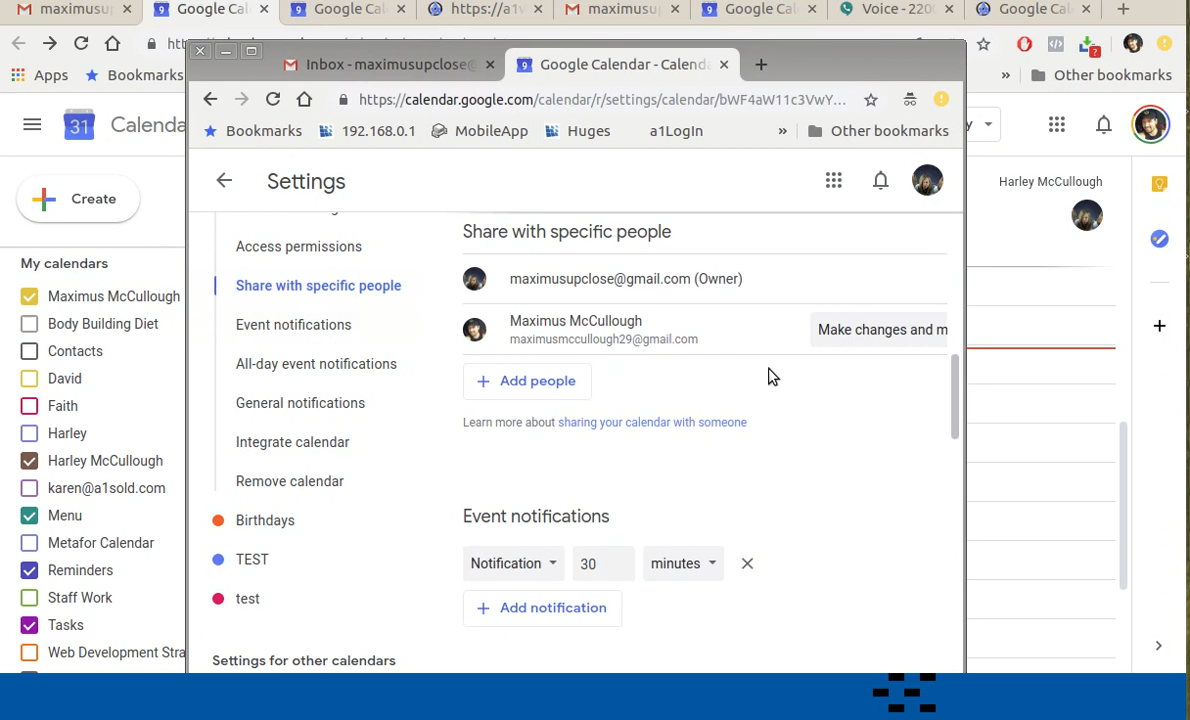 maximusu
Google Cal
Google Cal
https://a1w
maximusu
Google Cal
Voice - 220
Google Cal
Apps
Bookmarks
Other bookmarks
31
Calenda
Create
My calendars
Maximus McCullough
Body Building Diet
Contacts
David
Faith
Harley
Harley McCullough
karen@a1sold.com
Menu
Metafor Calendar
Reminders
Staff Work
Tasks
Web Development Stra
Inbox - maximusupclose@
Google Calendar - Calenda
https://calendar.google.com/calendar/r/settings/calendar/bWF4aW11c3VwY...
Bookmarks
192.168.0.1
MobileApp
Huges
a1LogIn
»
Other bookmarks
Settings
Access permissions
Share with specific people
Event notifications
All-day event notifications
General notifications
Integrate calendar
Remove calendar
Birthdays
TEST
test
Settings for other calendars
Share with specific people
maximusupclose@gmail.com (Owner)
Maximus McCullough
maximusmccullough29@gmail.com
Make changes and m
Add people
Learn more about sharing your calendar with someone
Event notifications
Notification
30
minutes
Add notification
Harley McCullough